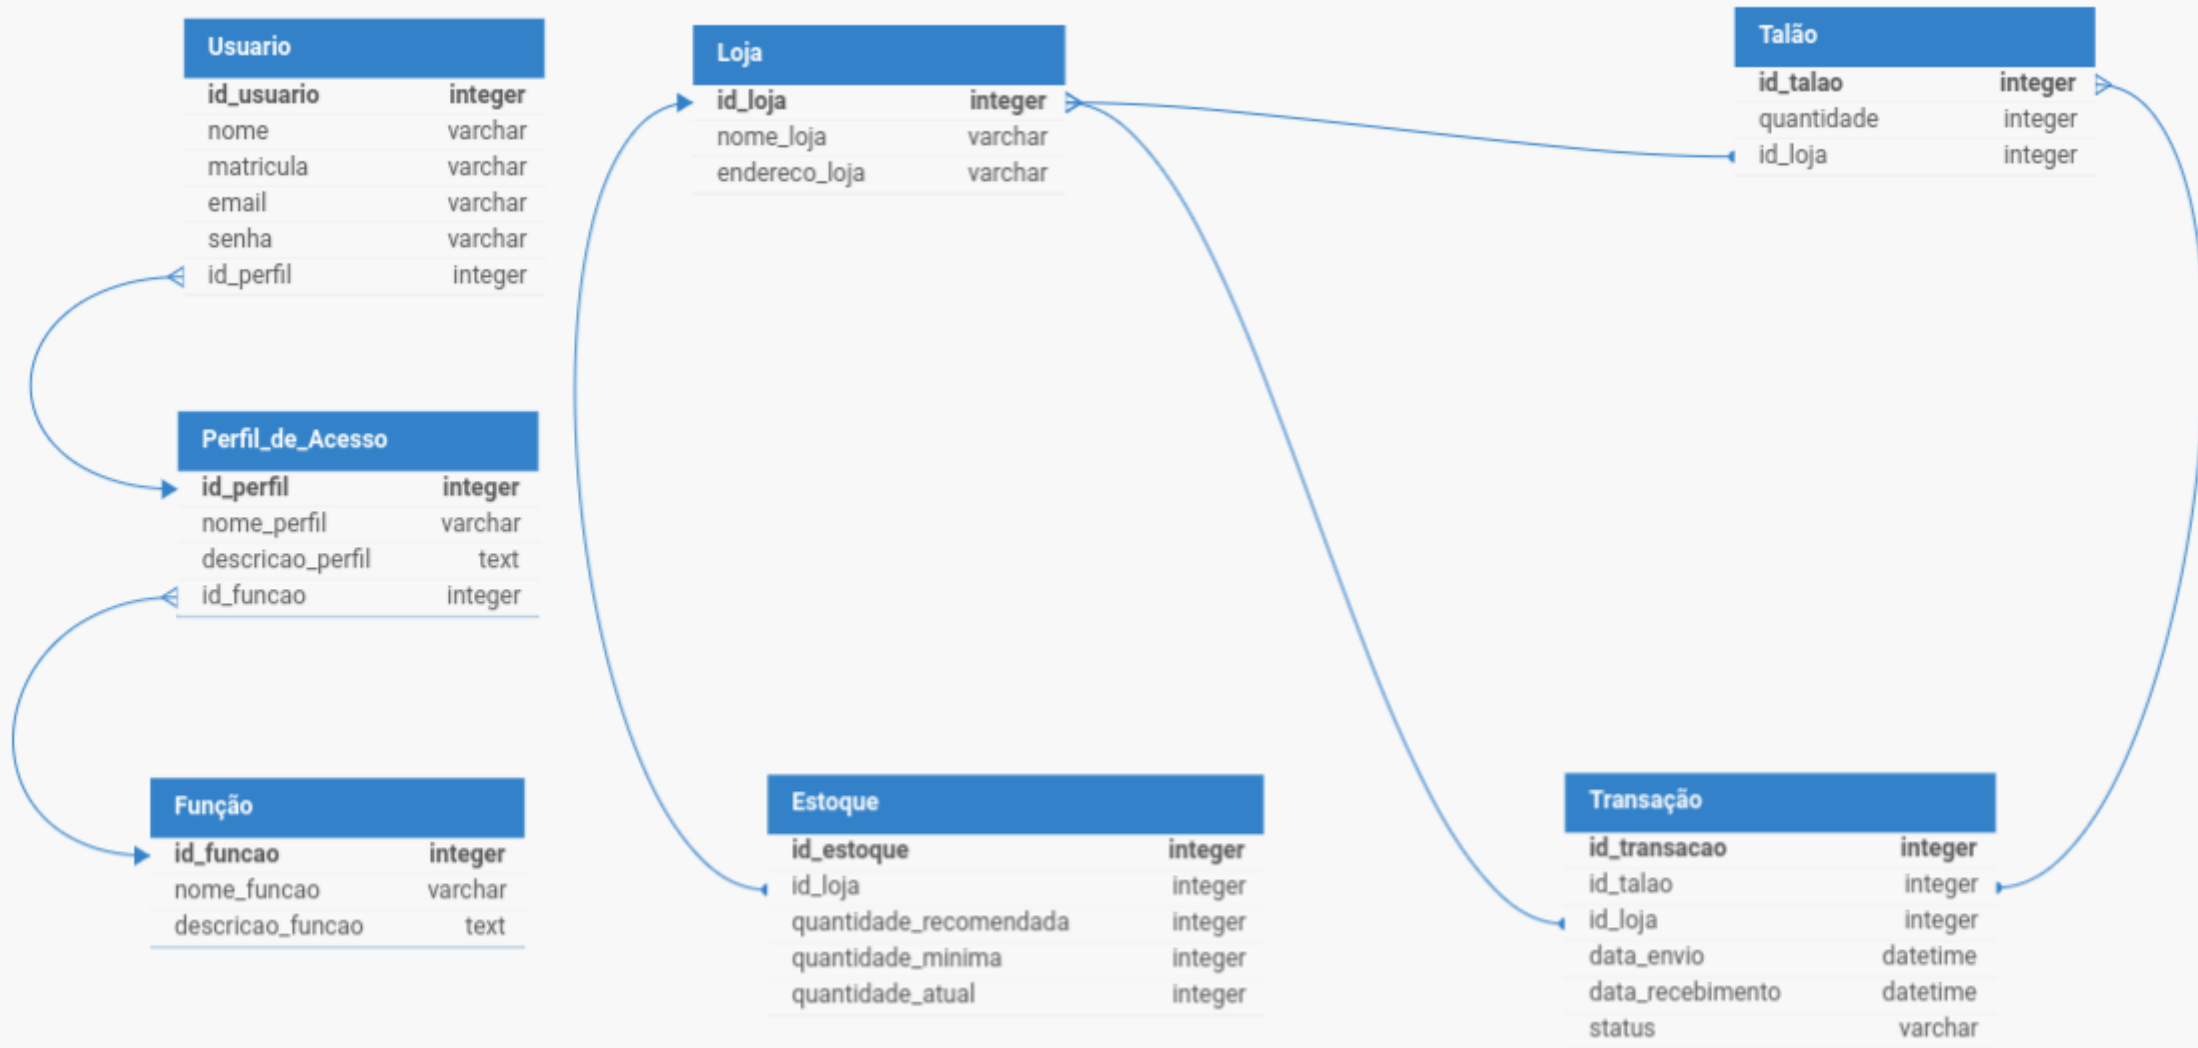 Usuario
id_usuario integer
nome varchar
matricula varchar
email varchar
senha varchar
id_perfil integer
Perfil_de_Acesso
id_perfil integer
nome_perfil varchar
descricao_perfil text
id_funcao integer
Função
id_funcao integer
nome_funcao varchar
descricao_funcao text
Loja
id_loja integer
nome_loja varchar
endereco_loja varchar
Estoque
id_estoque integer
id_loja integer
quantidade_recomendada integer
quantidade_minima integer
quantidade_atual integer
Talão
id_talao integer
quantidade integer
id_loja integer
Transação
id_transacao integer
id_talao integer
id_loja integer
data_envio datetime
data_recebimento datetime
status varchar